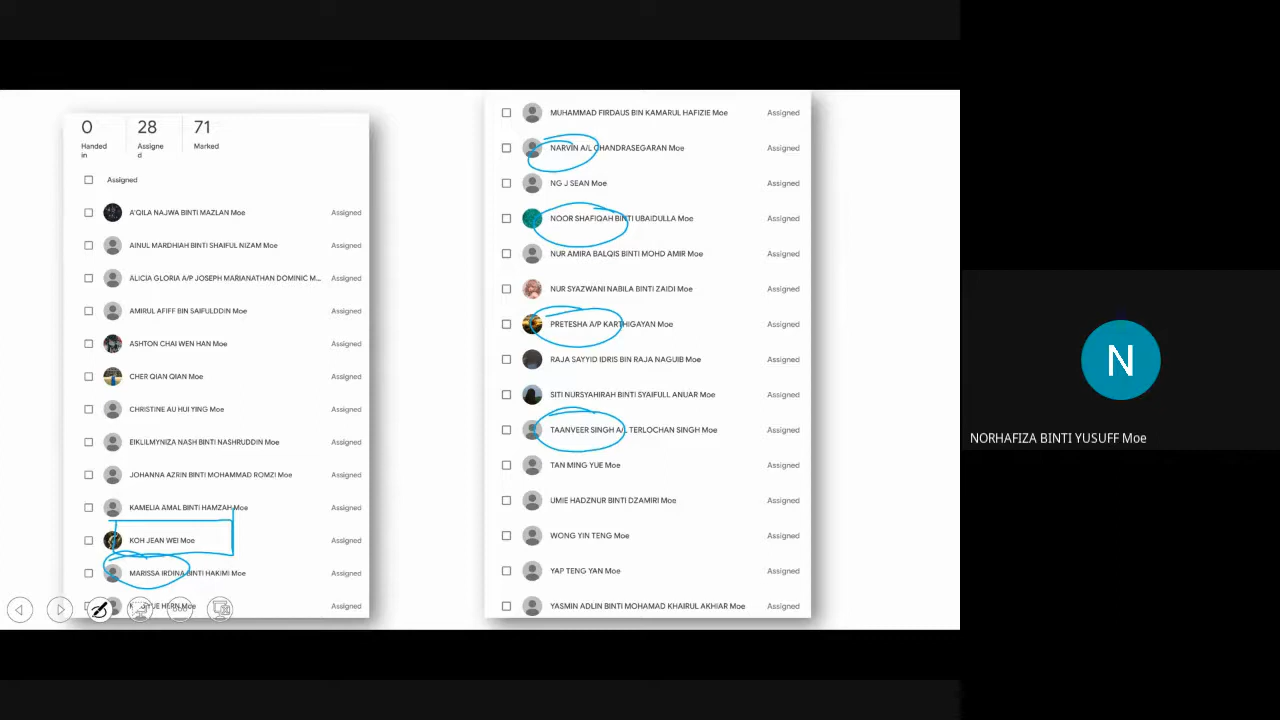 0 28 71
Handed in Assigned Marked
Assigned
A'QILA NAJWA BINTI MAZLAN Moe Assigned
AINUL MARDHIAH BINTI SHAIFUL NIZAM Moe Assigned
ALICIA GLORIA A/P JOSEPH MARIANATHAN DOMINIC M... Assigned
AMIRUL AFIFF BIN SAIFULDDIN Moe Assigned
ASHTON CHAI WEN HAN Moe Assigned
CHER QIAN QIAN Moe Assigned
CHRISTINE AU HUI YING Moe Assigned
EIKLILMYNIZA NASH BINTI NASHRUDDIN Moe Assigned
JOHANNA AZRIN BINTI MOHAMMAD ROMZI Moe Assigned
KAMELIA AMAL BINTI HAMZAH Moe Assigned
KOH JEAN WEI Moe Assigned
MARISSA IRDINA BINTI HAKIMI Moe Assigned
YUE HERN Moe Assigned
MUHAMMAD FIRDAUS BIN KAMARUL HAFIZIE Moe Assigned
NARVIN A/L CHANDRASEGARAN Moe Assigned
NG J SEAN Moe Assigned
NOOR SHAFIQAH BINTI UBAIDULLA Moe Assigned
NUR AMIRA BALQIS BINTI MOHD AMIR Moe Assigned
NUR SYAZWANI NABILA BINTI ZAIDI Moe Assigned
PRETESHA A/P KARTHIGAYAN Moe Assigned
RAJA SAYYID IDRIS BIN RAJA NAGUIB Moe Assigned
SITI NURSYAHIRAH BINTI SYAIFULL ANUAR Moe Assigned
TAANVEER SINGH A/L TERLOCHAN SINGH Moe Assigned
TAN MING YUE Moe Assigned
UMIE HADZNUR BINTI DZAMIRI Moe Assigned
WONG YIN TENG Moe Assigned
YAP TENG YAN Moe Assigned
YASMIN ADLIN BINTI MOHAMAD KHAIRUL AKHIAR Moe Assigned
N
NORHAFIZA BINTI YUSUFF Moe